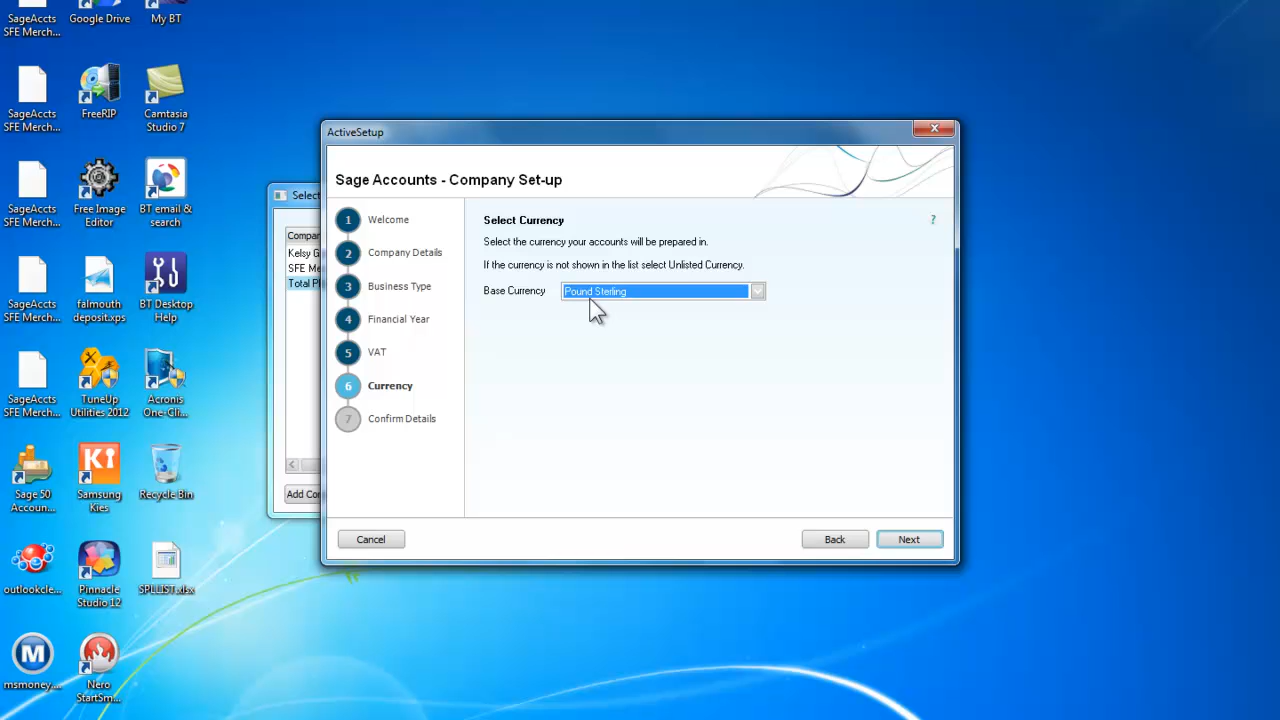 SageAccts
SFE Merch...
Google Drive
My BT
SageAccts
SFE Merch...
FreeRIP
Camtasia
Studio 7
SageAccts
SFE Merch...
Free Image
Editor
BT email &
search
SageAccts
SFE Merch...
falmouth
deposit.xps
BT Desktop
Help
SageAccts
SFE Merch...
TuneUp
Utilities 2012
Acronis
One-Cli...
Sage 50
Accoun...
KI
Samsung
Kies
Recycle Bin
outlookcle...
Pinnacle
Studio 12
SPLLIST.xlsx
M
msmoney....
Nero
StartSm...
Select
Compan
Kelsy G
SFE Me
Total Pl
Add Cor
ActiveSetup
Sage Accounts - Company Set-up
1 Welcome
2 Company Details
3 Business Type
4 Financial Year
5 VAT
6 Currency
7 Confirm Details
Select Currency
?
Select the currency your accounts will be prepared in.
If the currency is not shown in the list select Unlisted Currency.
Base Currency Pound Sterling
Cancel
Back
Next